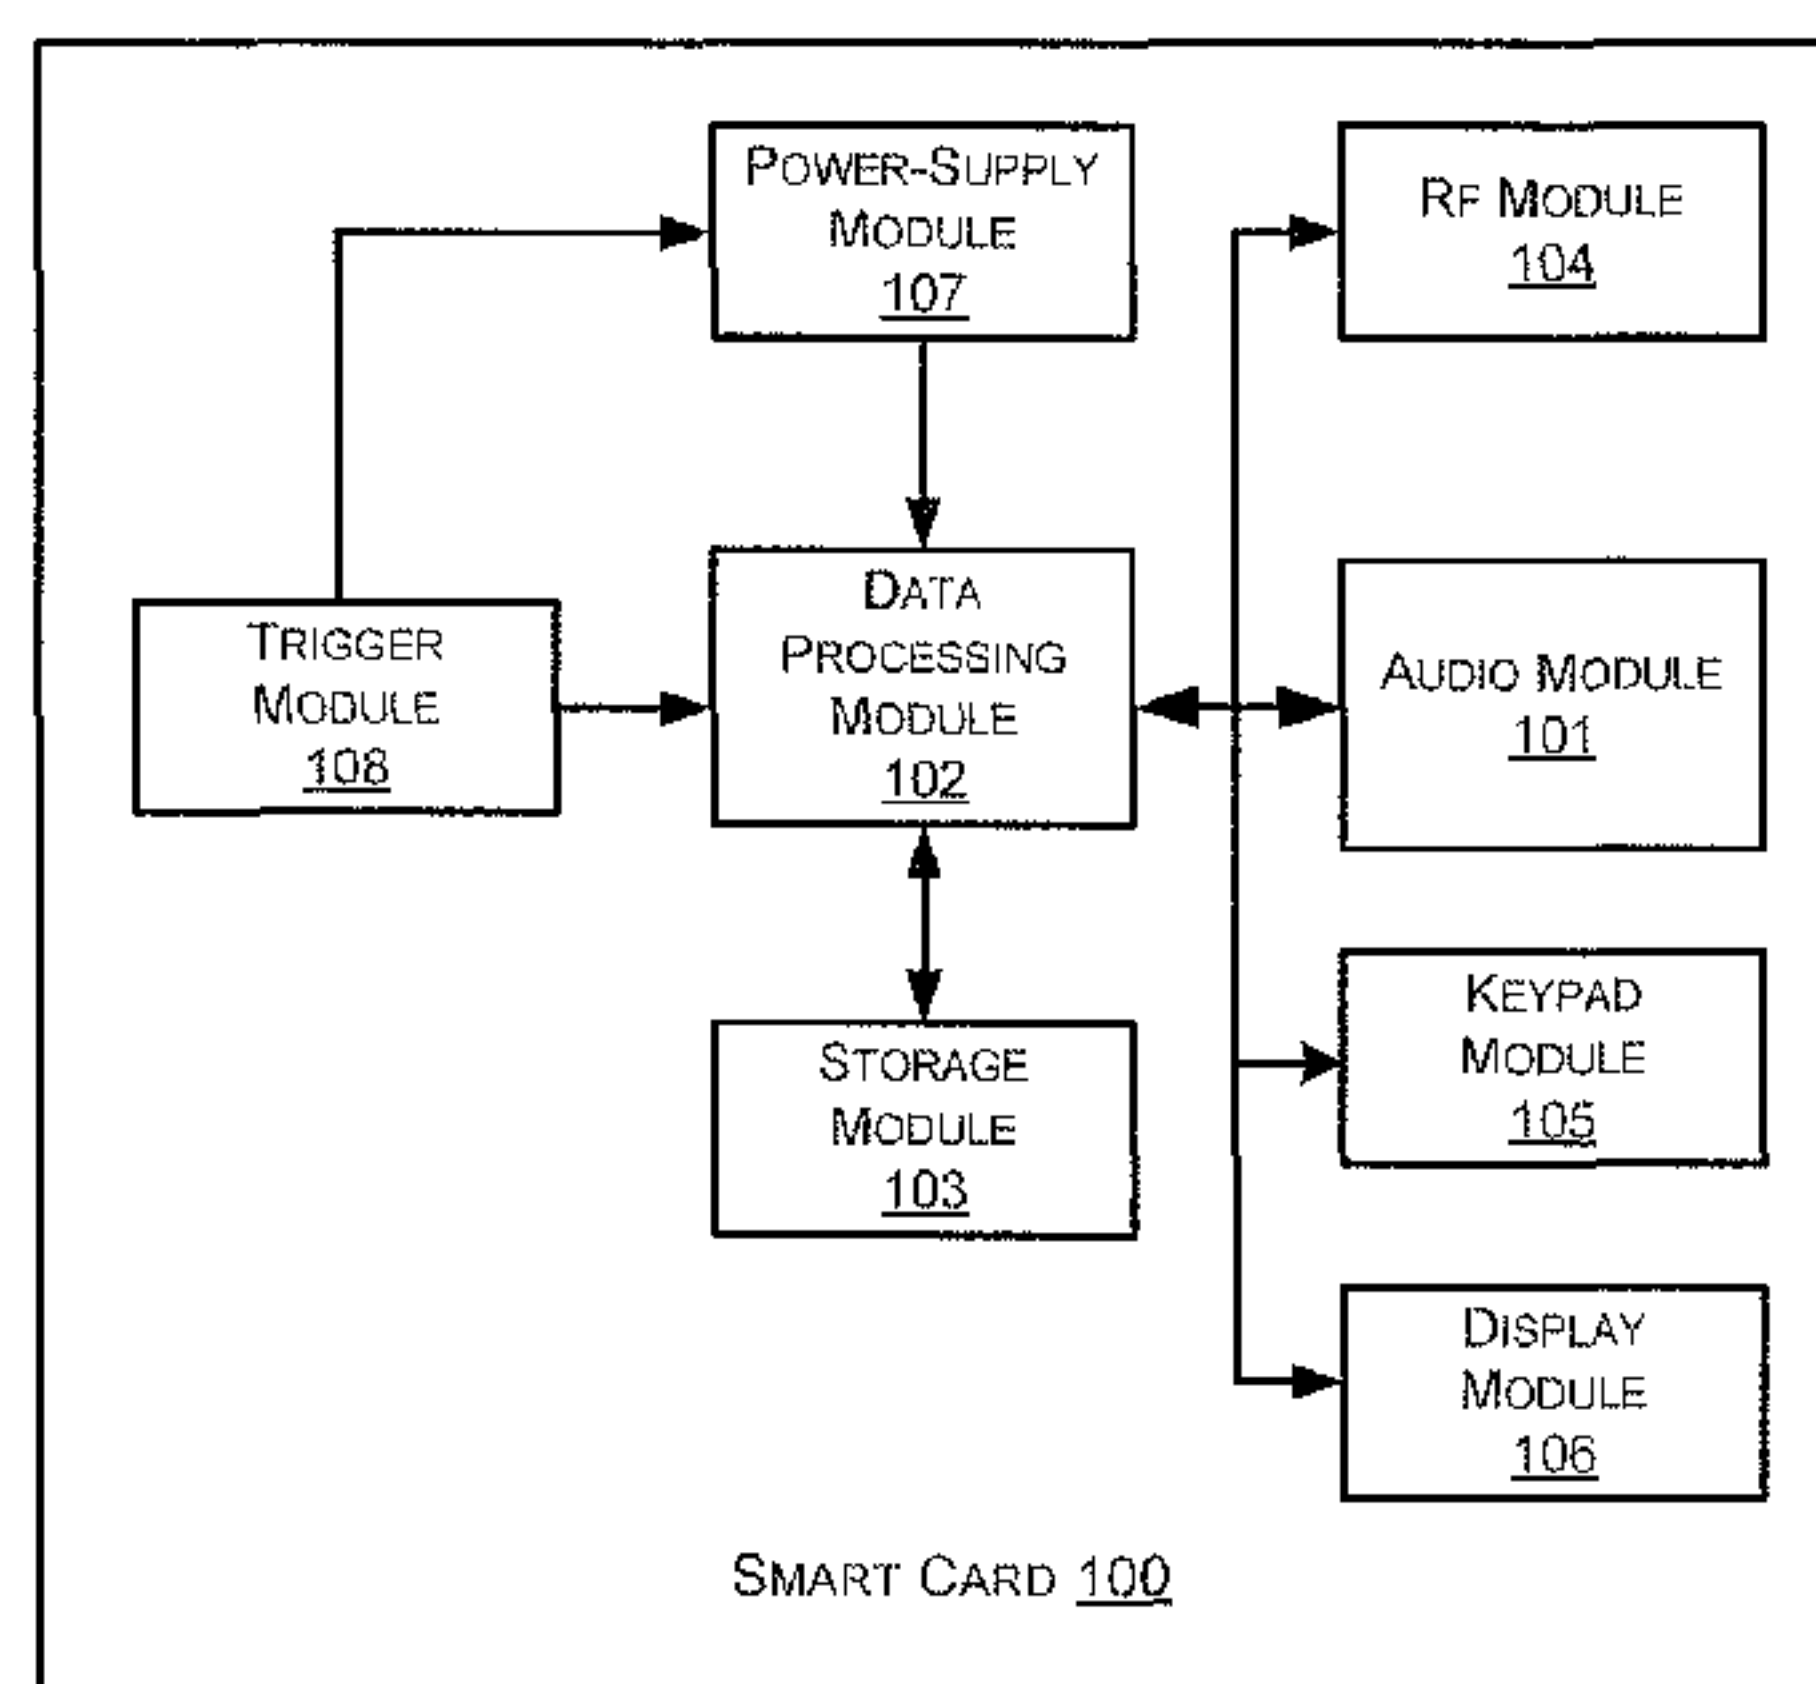 POWER-SUPPLY
MODULE
107
RF MODULE
104
TRIGGER
MODULE
108
DATA
PROCESSING
MODULE
102
AUDIO MODULE
101
STORAGE
MODULE
103
KEYPAD
MODULE
105
DISPLAY
MODULE
106
SMART CARD 100